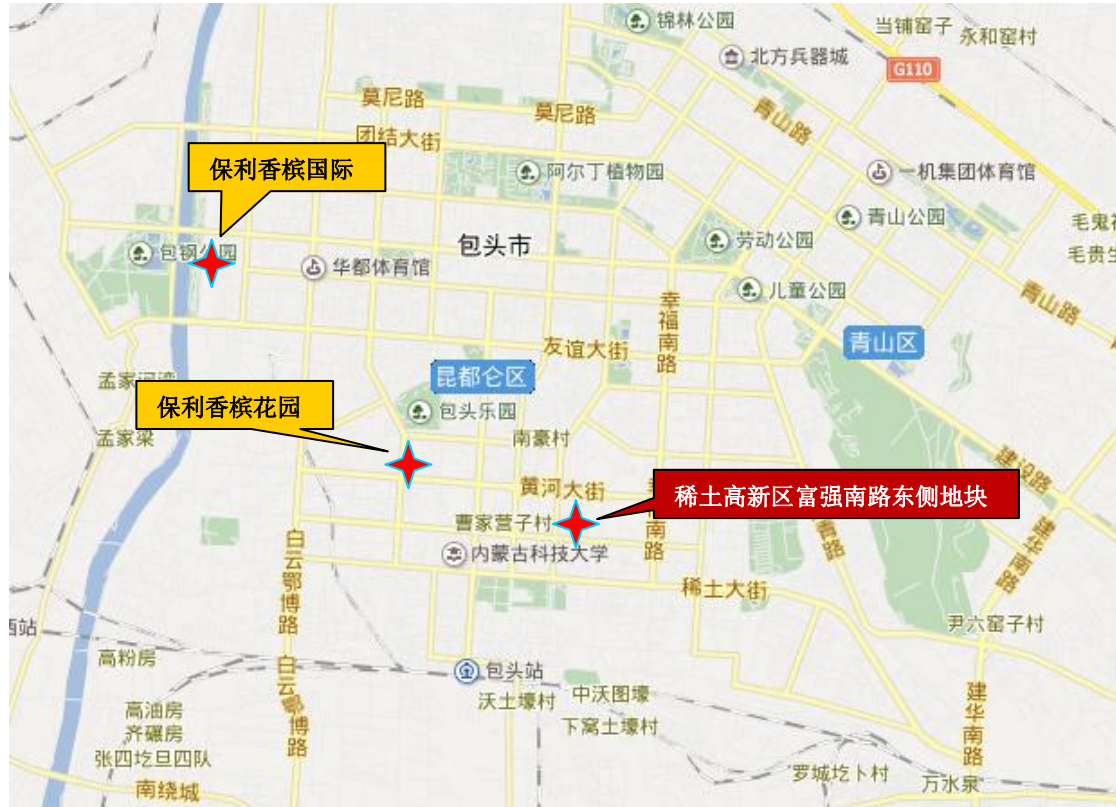 锦林公园
当铺窑子
永和窑村
北方兵器城
G110
莫尼路
莫尼路
青山路
团结大街
保利香槟国际
阿尔丁植物园
一机集团体育馆
青山公园
包钢公园
包头市
劳动公园
毛鬼
毛贵
华都体育馆
儿童公园
青山路
幸福南路
友谊大街
青山区
孟家河湾
昆都仑区
保利香槟花园
包头乐园
孟家梁
南豪村
建设路
黄河大街
稀土高新区富强南路东侧地块
曹家营子村
南路
青路
建华南路
内蒙古科技大学
白云鄂博路
稀土大街
尹六窑子村
西站
高粉房
包头站
白云鄂博路
沃土壕村
中沃图壕
下窝土壕村
建华南路
高油房
齐碾房
张四圪旦四队
罗城圪卜村
万水泉
南绕城